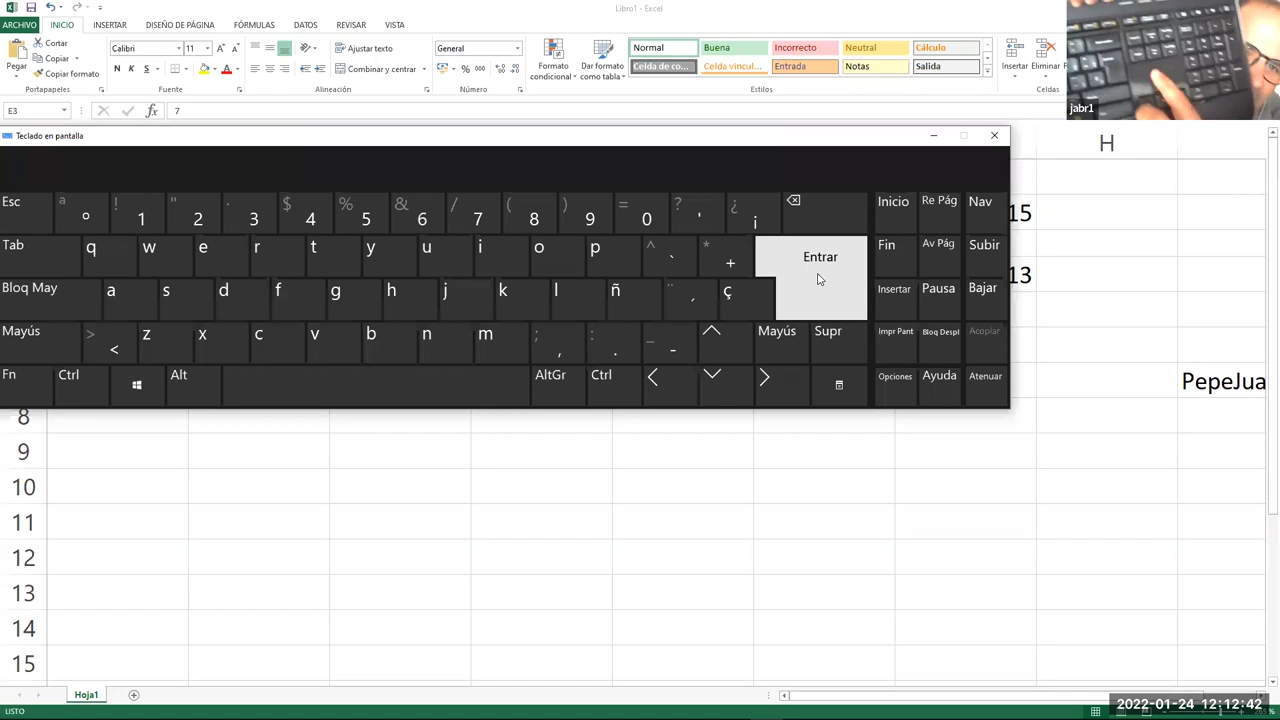 Libro1 - Excel
ARCHIVO INICIO INSERTAR DISEÑO DE PÁGINA FÓRMULAS DATOS REVISAR VISTA
Pegar
Cortar
Copiar
Copiar formato
Portapapeles
Calibri 11
N K S
Fuente
Ajustar texto
Combinar y centrar
Alineación
General
% 000
Número
Formato condicional
Dar formato como tabla
Normal Buena Incorrecto Neutral Cálculo
Celda de co... Celda vincul... Entrada Notas Salida
Estilos
Insertar Eliminar
Celdas
jabr1
E3 fx 7
Teclado en pantalla
H
15
13
PepeJua
Esc ª º ! 1 " 2 · 3 $ 4 % 5 & 6 / 7 ( 8 ) 9 = 0 ? ' ¿ ¡ Inicio Re Pág Nav
Tab q w e r t y u i o p ^ ` * + Entrar Fin Av Pág Subir
Bloq May a s d f g h j k l ñ ¨ ´ ç Insertar Pausa Bajar
Mayús > < z x c v b n m ; , : . _ - Mayús Supr Impr Pant Bloq Despl Acoplar
Fn Ctrl Alt AltGr Ctrl Opciones Ayuda Atenuar
8
9
10
11
12
13
14
15
Hoja1
LISTO
2022-01-24 12:12:42